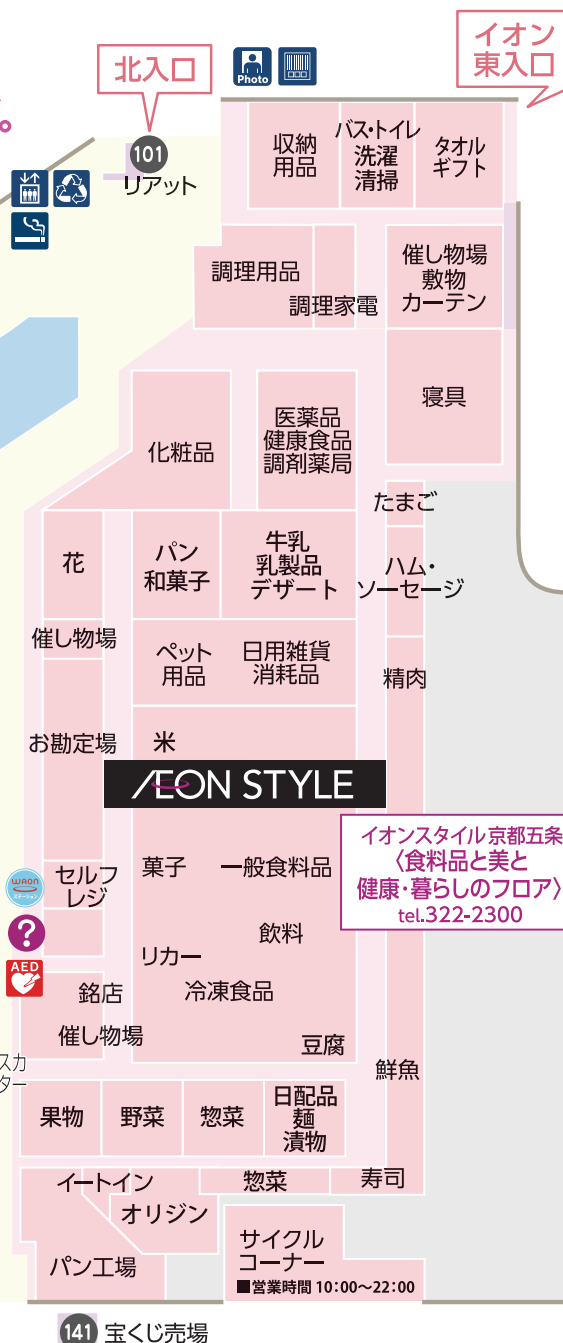 北入口
Photo
イオン
東入口
。
101
リアット
収納
用品
バス・トイレ
洗濯
清掃
タオル
ギフト
調理用品
調理家電
催し物場
敷物
カーテン
寝具
化粧品
医薬品
健康食品
調剤薬局
たまご
花
パン
和菓子
牛乳
乳製品
デザート
ハム・
ソーセージ
催し物場
ペット
用品
日用雑貨
消耗品
精肉
お勘定場
米
ÆON STYLE
イオンスタイル京都五条
〈食料品と美と
健康・暮らしのフロア〉
tel.322-2300
WAON
ステーション
セルフ
レジ
菓子
一般食料品
?
飲料
リカー
AED
銘店
冷凍食品
催し物場
豆腐
スカ
ター
鮮魚
果物
野菜
惣菜
日配品
麺
漬物
イートイン
惣菜
寿司
オリジン
パン工場
サイクル
コーナー
■営業時間 10:00～22:00
141
宝くじ売場